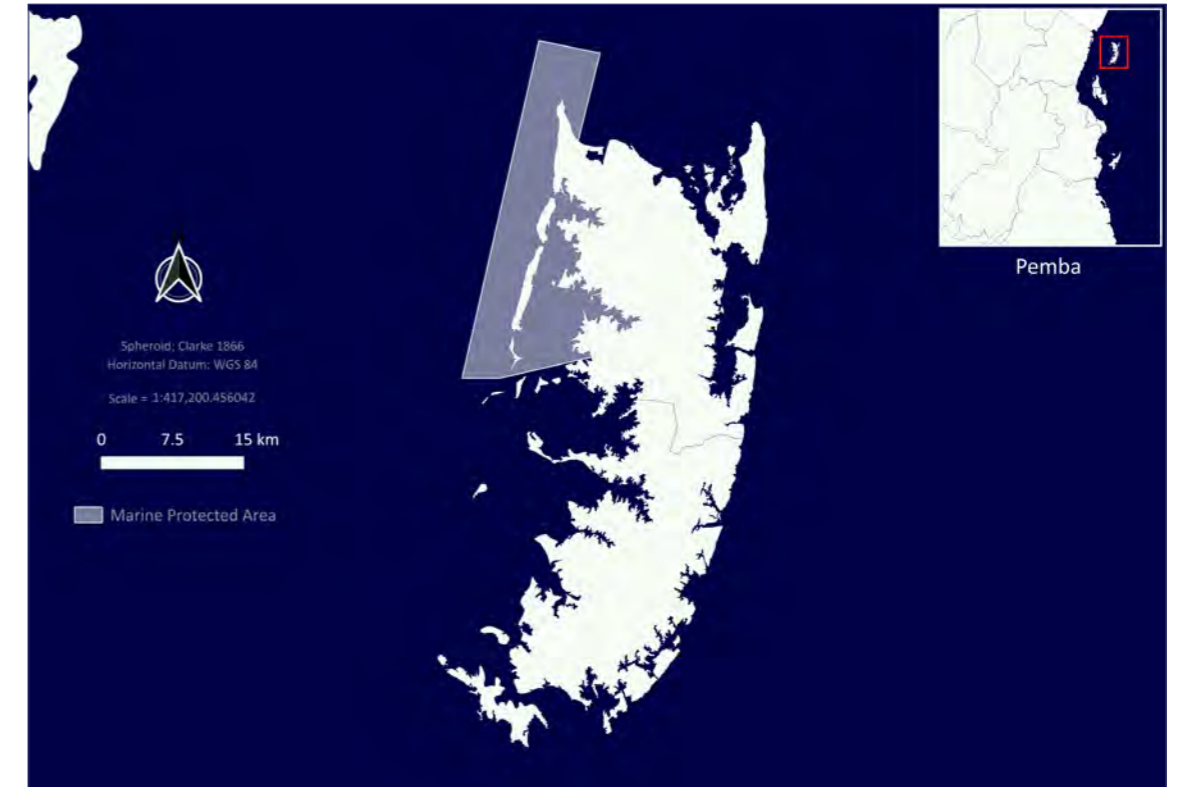 Pemba
Spheroid: Clarke 1866
Horizontal Datum: WGS 84
Scale = 1:417,200.456042
0 7.5 15 km
Marine Protected Area